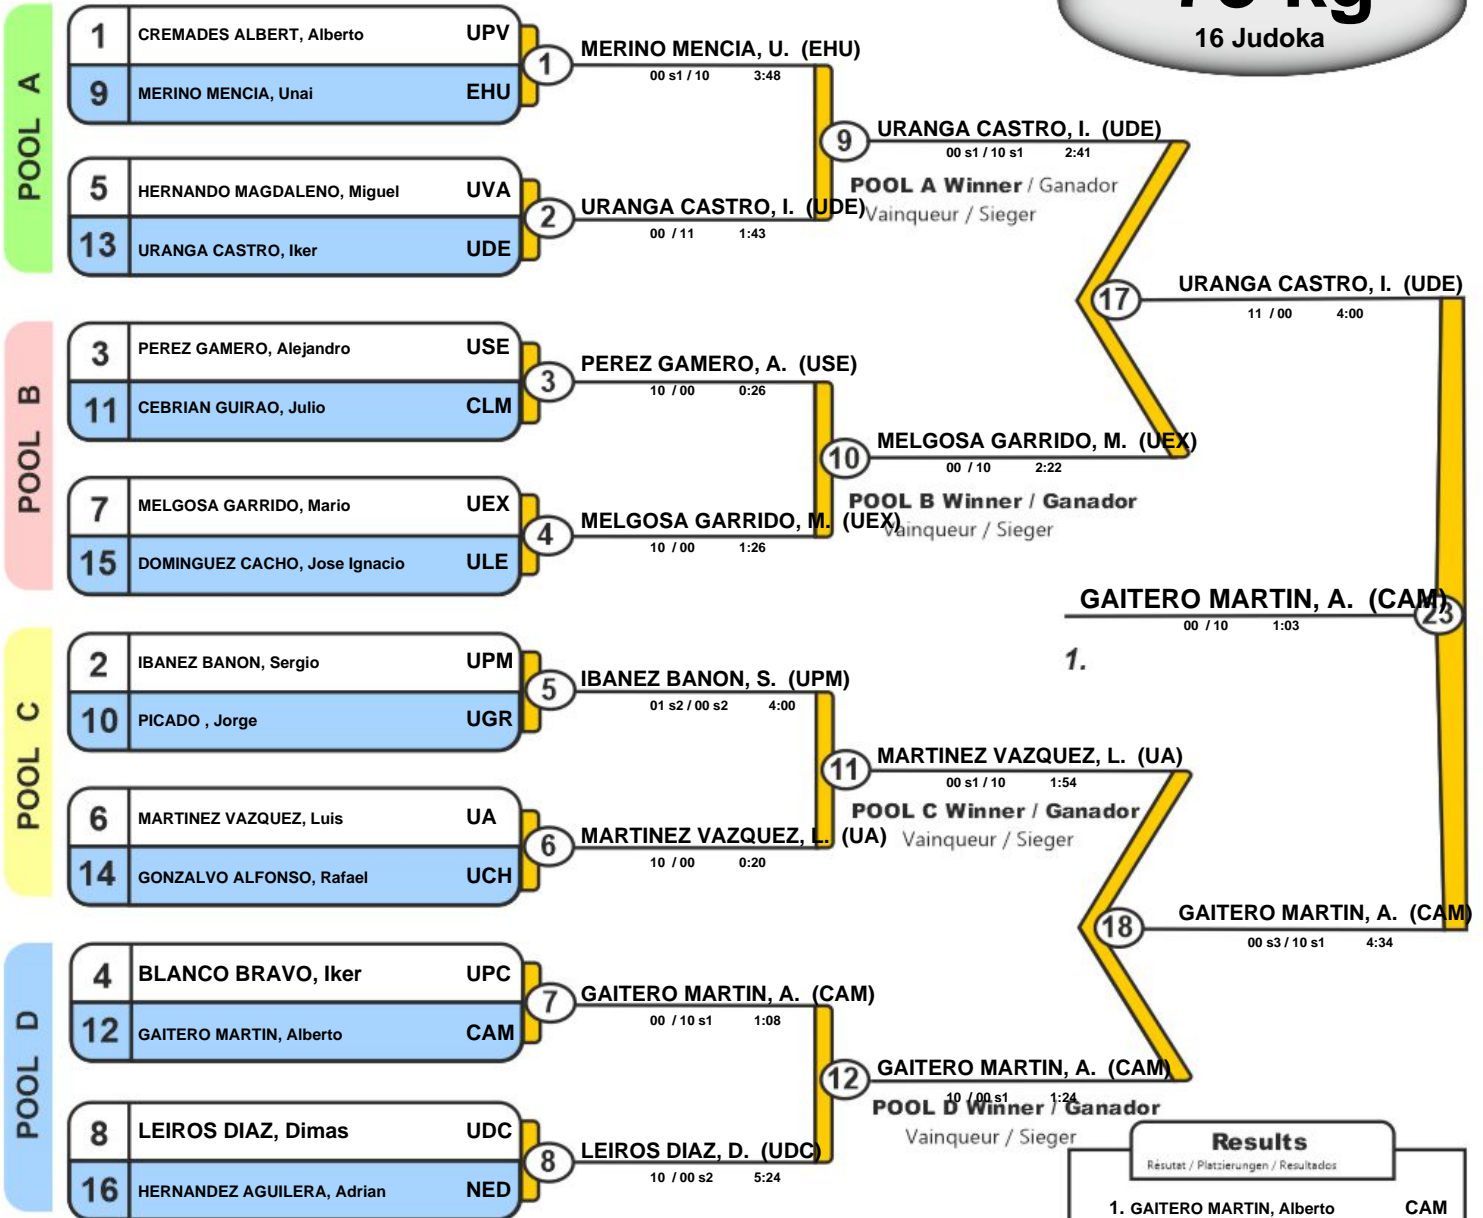 16 Judoka
POOL A
1 CREMADES ALBERT, Alberto UPV
9 MERINO MENCIA, Unai EHU
5 HERNANDO MAGDALENO, Miguel UVA
13 URANGA CASTRO, Iker UDE
1 MERINO MENCIA, U. (EHU)
00 s1 / 10 3:48
2 URANGA CASTRO, I. (UDE)
00 / 11 1:43
9 URANGA CASTRO, I. (UDE)
00 s1 / 10 s1 2:41
POOL A Winner / Ganador
Vainqueur / Sieger
POOL B
3 PEREZ GAMERO, Alejandro USE
11 CEBRIAN GUIRAO, Julio CLM
7 MELGOSA GARRIDO, Mario UEX
15 DOMINGUEZ CACHO, Jose Ignacio ULE
3 PEREZ GAMERO, A. (USE)
10 / 00 0:26
4 MELGOSA GARRIDO, M. (UEX)
10 / 00 1:26
10 MELGOSA GARRIDO, M. (UEX)
00 / 10 2:22
POOL B Winner / Ganador
Vainqueur / Sieger
17 URANGA CASTRO, I. (UDE)
11 / 00 4:00
GAITERO MARTIN, A. (CAM) 23
00 / 10 1:03
1.
POOL C
2 IBANEZ BANON, Sergio UPM
10 PICADO , Jorge UGR
6 MARTINEZ VAZQUEZ, Luis UA
14 GONZALVO ALFONSO, Rafael UCH
5 IBANEZ BANON, S. (UPM)
01 s2 / 00 s2 4:00
6 MARTINEZ VAZQUEZ, L. (UA)
10 / 00 0:20
11 MARTINEZ VAZQUEZ, L. (UA)
00 s1 / 10 1:54
POOL C Winner / Ganador
Vainqueur / Sieger
POOL D
4 BLANCO BRAVO, Iker UPC
12 GAITERO MARTIN, Alberto CAM
8 LEIROS DIAZ, Dimas UDC
16 HERNANDEZ AGUILERA, Adrian NED
7 GAITERO MARTIN, A. (CAM)
00 / 10 s1 1:08
8 LEIROS DIAZ, D. (UDC)
10 / 00 s2 5:24
12 GAITERO MARTIN, A. (CAM)
10 / 00 s1 1:24
POOL D Winner / Ganador
Vainqueur / Sieger
18 GAITERO MARTIN, A. (CAM)
00 s3 / 10 s1 4:34
Results
Résutat / Platzierungen / Resultados
1. GAITERO MARTIN, Alberto CAM